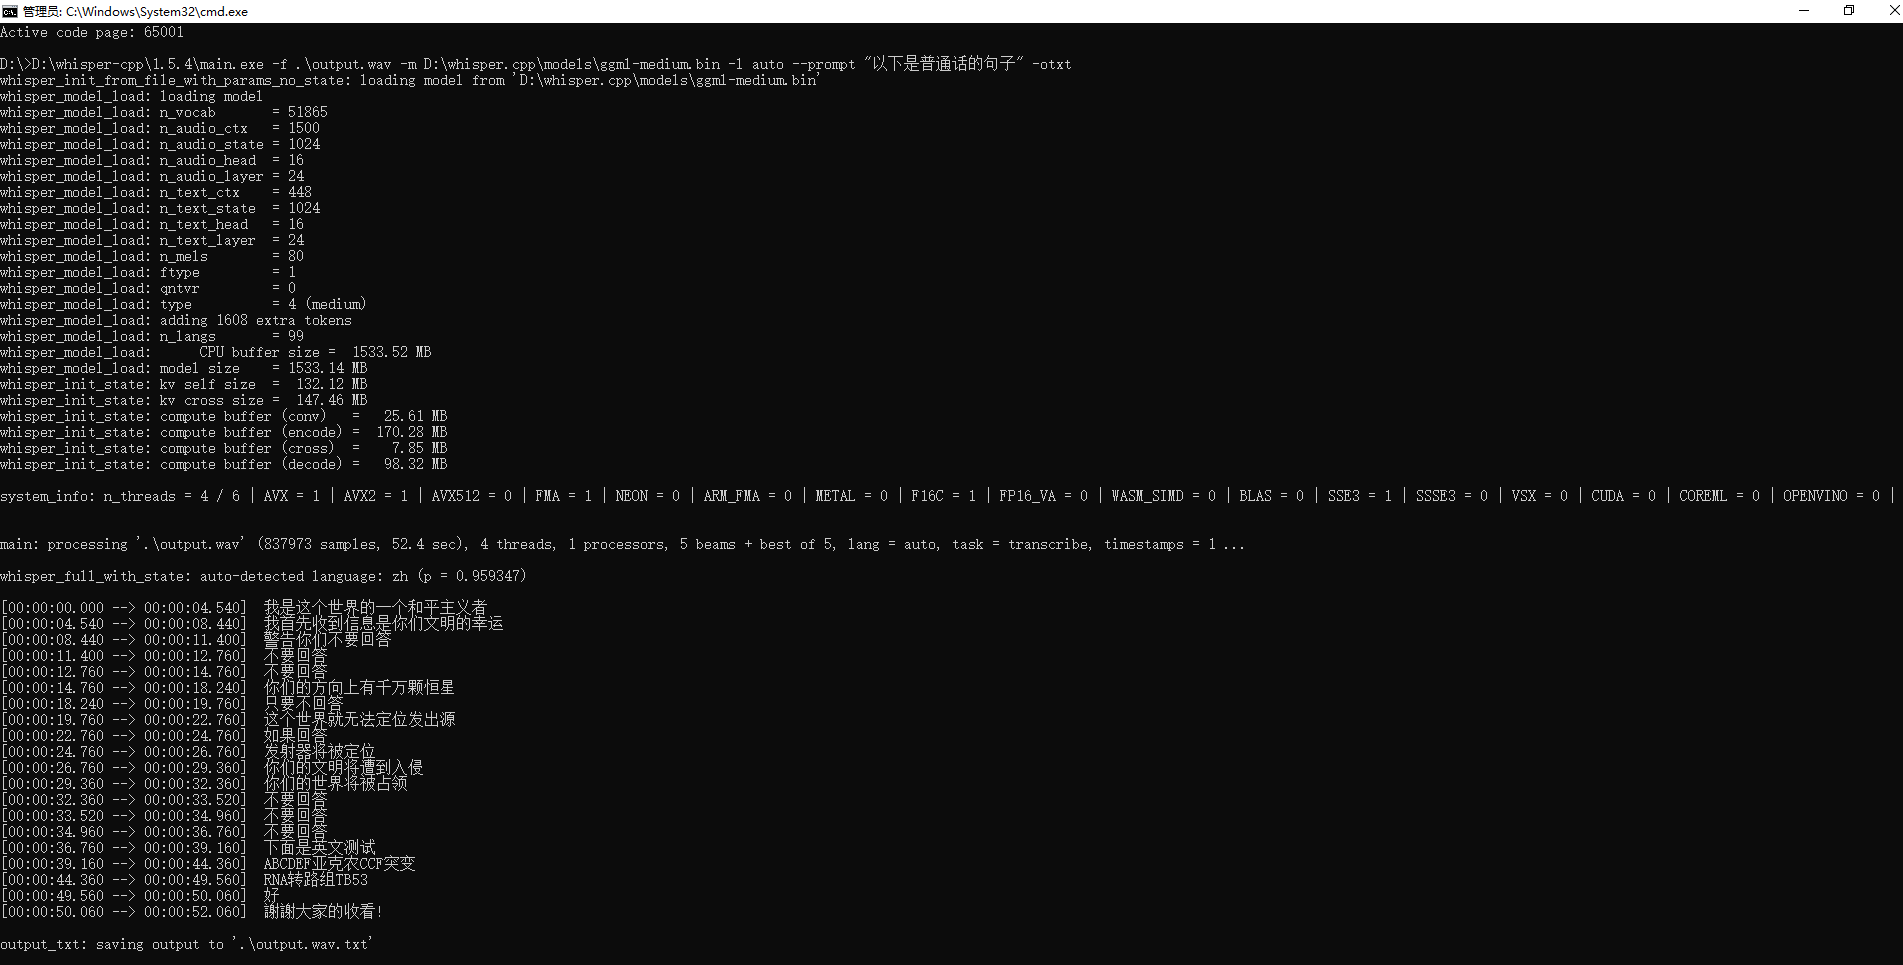 管理员: C:\Windows\System32\cmd.exe
Active code page: 65001
D:\>D:\whisper-cpp\1.5.4\main.exe -f .\output.wav -m D:\whisper.cpp\models\ggml-medium.bin -l auto --prompt "以下是普通话的句子" -otxt
whisper_init_from_file_with_params_no_state: loading model from 'D:\whisper.cpp\models\ggml-medium.bin'
whisper_model_load: loading model
whisper_model_load: n_vocab       = 51865
whisper_model_load: n_audio_ctx   = 1500
whisper_model_load: n_audio_state = 1024
whisper_model_load: n_audio_head  = 16
whisper_model_load: n_audio_layer = 24
whisper_model_load: n_text_ctx    = 448
whisper_model_load: n_text_state  = 1024
whisper_model_load: n_text_head   = 16
whisper_model_load: n_text_layer  = 24
whisper_model_load: n_mels        = 80
whisper_model_load: ftype         = 1
whisper_model_load: qntvr         = 0
whisper_model_load: type          = 4 (medium)
whisper_model_load: adding 1608 extra tokens
whisper_model_load: n_langs       = 99
whisper_model_load:      CPU buffer size =  1533.52 MB
whisper_model_load: model size    = 1533.14 MB
whisper_init_state: kv self size  =  132.12 MB
whisper_init_state: kv cross size =  147.46 MB
whisper_init_state: compute buffer (conv)   =   25.61 MB
whisper_init_state: compute buffer (encode) =  170.28 MB
whisper_init_state: compute buffer (cross)  =    7.85 MB
whisper_init_state: compute buffer (decode) =   98.32 MB
system_info: n_threads = 4 / 6 | AVX = 1 | AVX2 = 1 | AVX512 = 0 | FMA = 1 | NEON = 0 | ARM_FMA = 0 | METAL = 0 | F16C = 1 | FP16_VA = 0 | WASM_SIMD = 0 | BLAS = 0 | SSE3 = 1 | SSSE3 = 0 | VSX = 0 | CUDA = 0 | COREML = 0 | OPENVINO = 0 |
main: processing '.\output.wav' (837973 samples, 52.4 sec), 4 threads, 1 processors, 5 beams + best of 5, lang = auto, task = transcribe, timestamps = 1 ...
whisper_full_with_state: auto-detected language: zh (p = 0.959347)
[00:00:00.000 --> 00:00:04.540]  我是这个世界的一个和平主义者
[00:00:04.540 --> 00:00:08.440]  我首先收到信息是你们文明的幸运
[00:00:08.440 --> 00:00:11.400]  警告你们不要回答
[00:00:11.400 --> 00:00:12.760]  不要回答
[00:00:12.760 --> 00:00:14.760]  不要回答
[00:00:14.760 --> 00:00:18.240]  你们的方向上有千万颗恒星
[00:00:18.240 --> 00:00:19.760]  只要不回答
[00:00:19.760 --> 00:00:22.760]  这个世界就无法定位发出源
[00:00:22.760 --> 00:00:24.760]  如果回答
[00:00:24.760 --> 00:00:26.760]  发射器将被定位
[00:00:26.760 --> 00:00:29.360]  你们的文明将遭到入侵
[00:00:29.360 --> 00:00:32.360]  你们的世界将被占领
[00:00:32.360 --> 00:00:33.520]  不要回答
[00:00:33.520 --> 00:00:34.960]  不要回答
[00:00:34.960 --> 00:00:36.760]  不要回答
[00:00:36.760 --> 00:00:39.160]  下面是英文测试
[00:00:39.160 --> 00:00:44.360]  ABCDEF亚克农CCF突变
[00:00:44.360 --> 00:00:49.560]  RNA转路组TB53
[00:00:49.560 --> 00:00:50.060]  好
[00:00:50.060 --> 00:00:52.060]  謝謝大家的收看!
output_txt: saving output to '.\output.wav.txt'